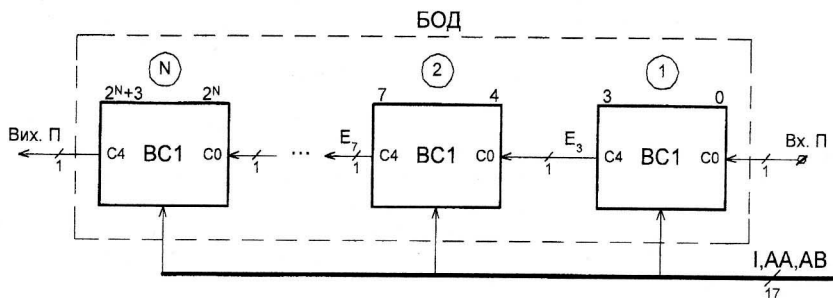 БОД
N 2 1
2ᴺ+3 2ᴺ 7 4 3 0
Вих. П C4 BC1 C0 ... E₇ C4 BC1 C0 E₃ C4 BC1 C0 Вх. П
1 1 1 1 1
I,AA,AB
17